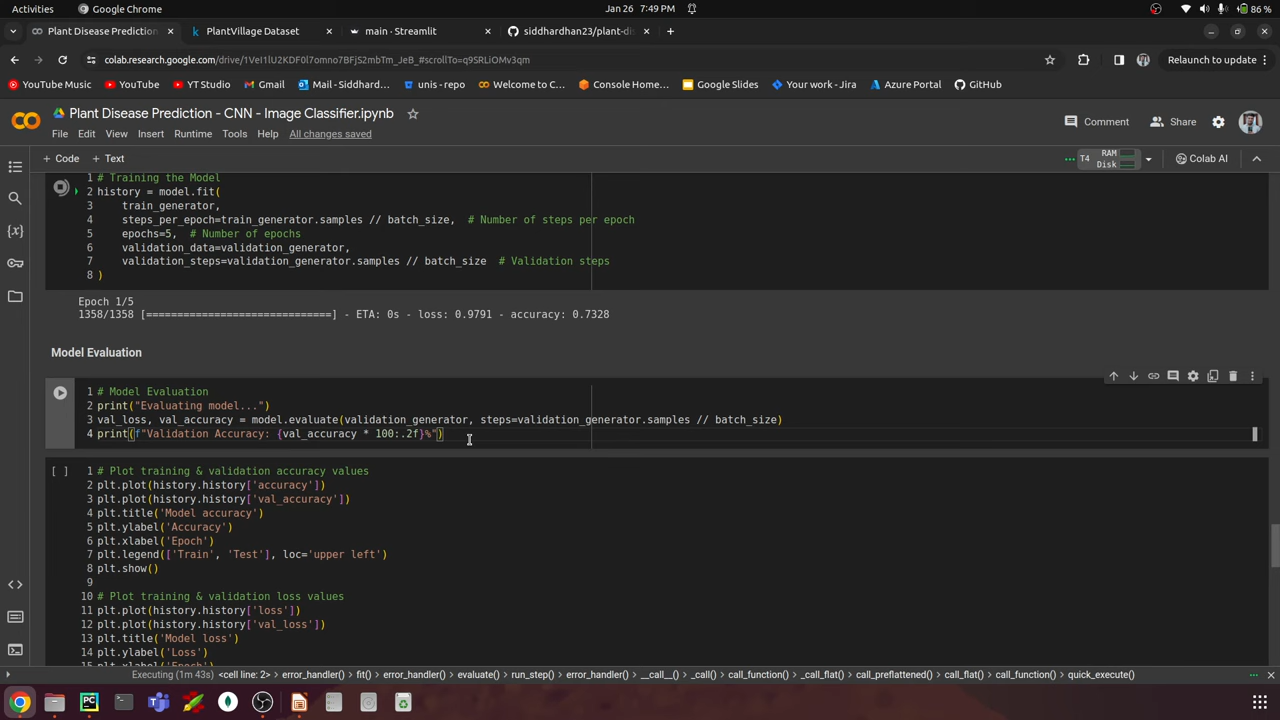 Activities
Google Chrome
Jan 26 7:49 PM
86 %
Plant Disease Prediction
PlantVillage Dataset
main · Streamlit
siddhardhan23/plant-dis
colab.research.google.com/drive/1VeI1lU2KDF0l7omno7BFjS2mbTm_JeB_#scrollTo=q9SRLOMv3qm
Relaunch to update
YouTube Music
YouTube
YT Studio
Gmail
Mail - Siddhard...
unis - repo
Welcome to C...
Console Home...
Google Slides
Your work - Jira
Azure Portal
GitHub
Plant Disease Prediction - CNN - Image Classifier.ipynb
File Edit View Insert Runtime Tools Help All changes saved
Comment
Share
+ Code + Text
T4
RAM
Disk
Colab AI
1 # Training the Model
2 history = model.fit(
3 train_generator,
4 steps_per_epoch=train_generator.samples // batch_size, # Number of steps per epoch
5 epochs=5, # Number of epochs
6 validation_data=validation_generator,
7 validation_steps=validation_generator.samples // batch_size # Validation steps
8 )
Epoch 1/5
1358/1358 [==============================] - ETA: 0s - loss: 0.9791 - accuracy: 0.7328
Model Evaluation
1 # Model Evaluation
2 print("Evaluating model...")
3 val_loss, val_accuracy = model.evaluate(validation_generator, steps=validation_generator.samples // batch_size)
4 print(f"Validation Accuracy: {val_accuracy * 100:.2f}%")
[ ]
1 # Plot training & validation accuracy values
2 plt.plot(history.history['accuracy'])
3 plt.plot(history.history['val_accuracy'])
4 plt.title('Model accuracy')
5 plt.ylabel('Accuracy')
6 plt.xlabel('Epoch')
7 plt.legend(['Train', 'Test'], loc='upper left')
8 plt.show()
9
10 # Plot training & validation loss values
11 plt.plot(history.history['loss'])
12 plt.plot(history.history['val_loss'])
13 plt.title('Model loss')
14 plt.ylabel('Loss')
15 plt.xlabel('Epoch')
Executing (1m 43s) <cell line: 2> error_handler() fit() error_handler() evaluate() run_step() error_handler() __call__() _call() call_function() _call_flat() call_preflattened() call_flat() call_function() quick_execute()